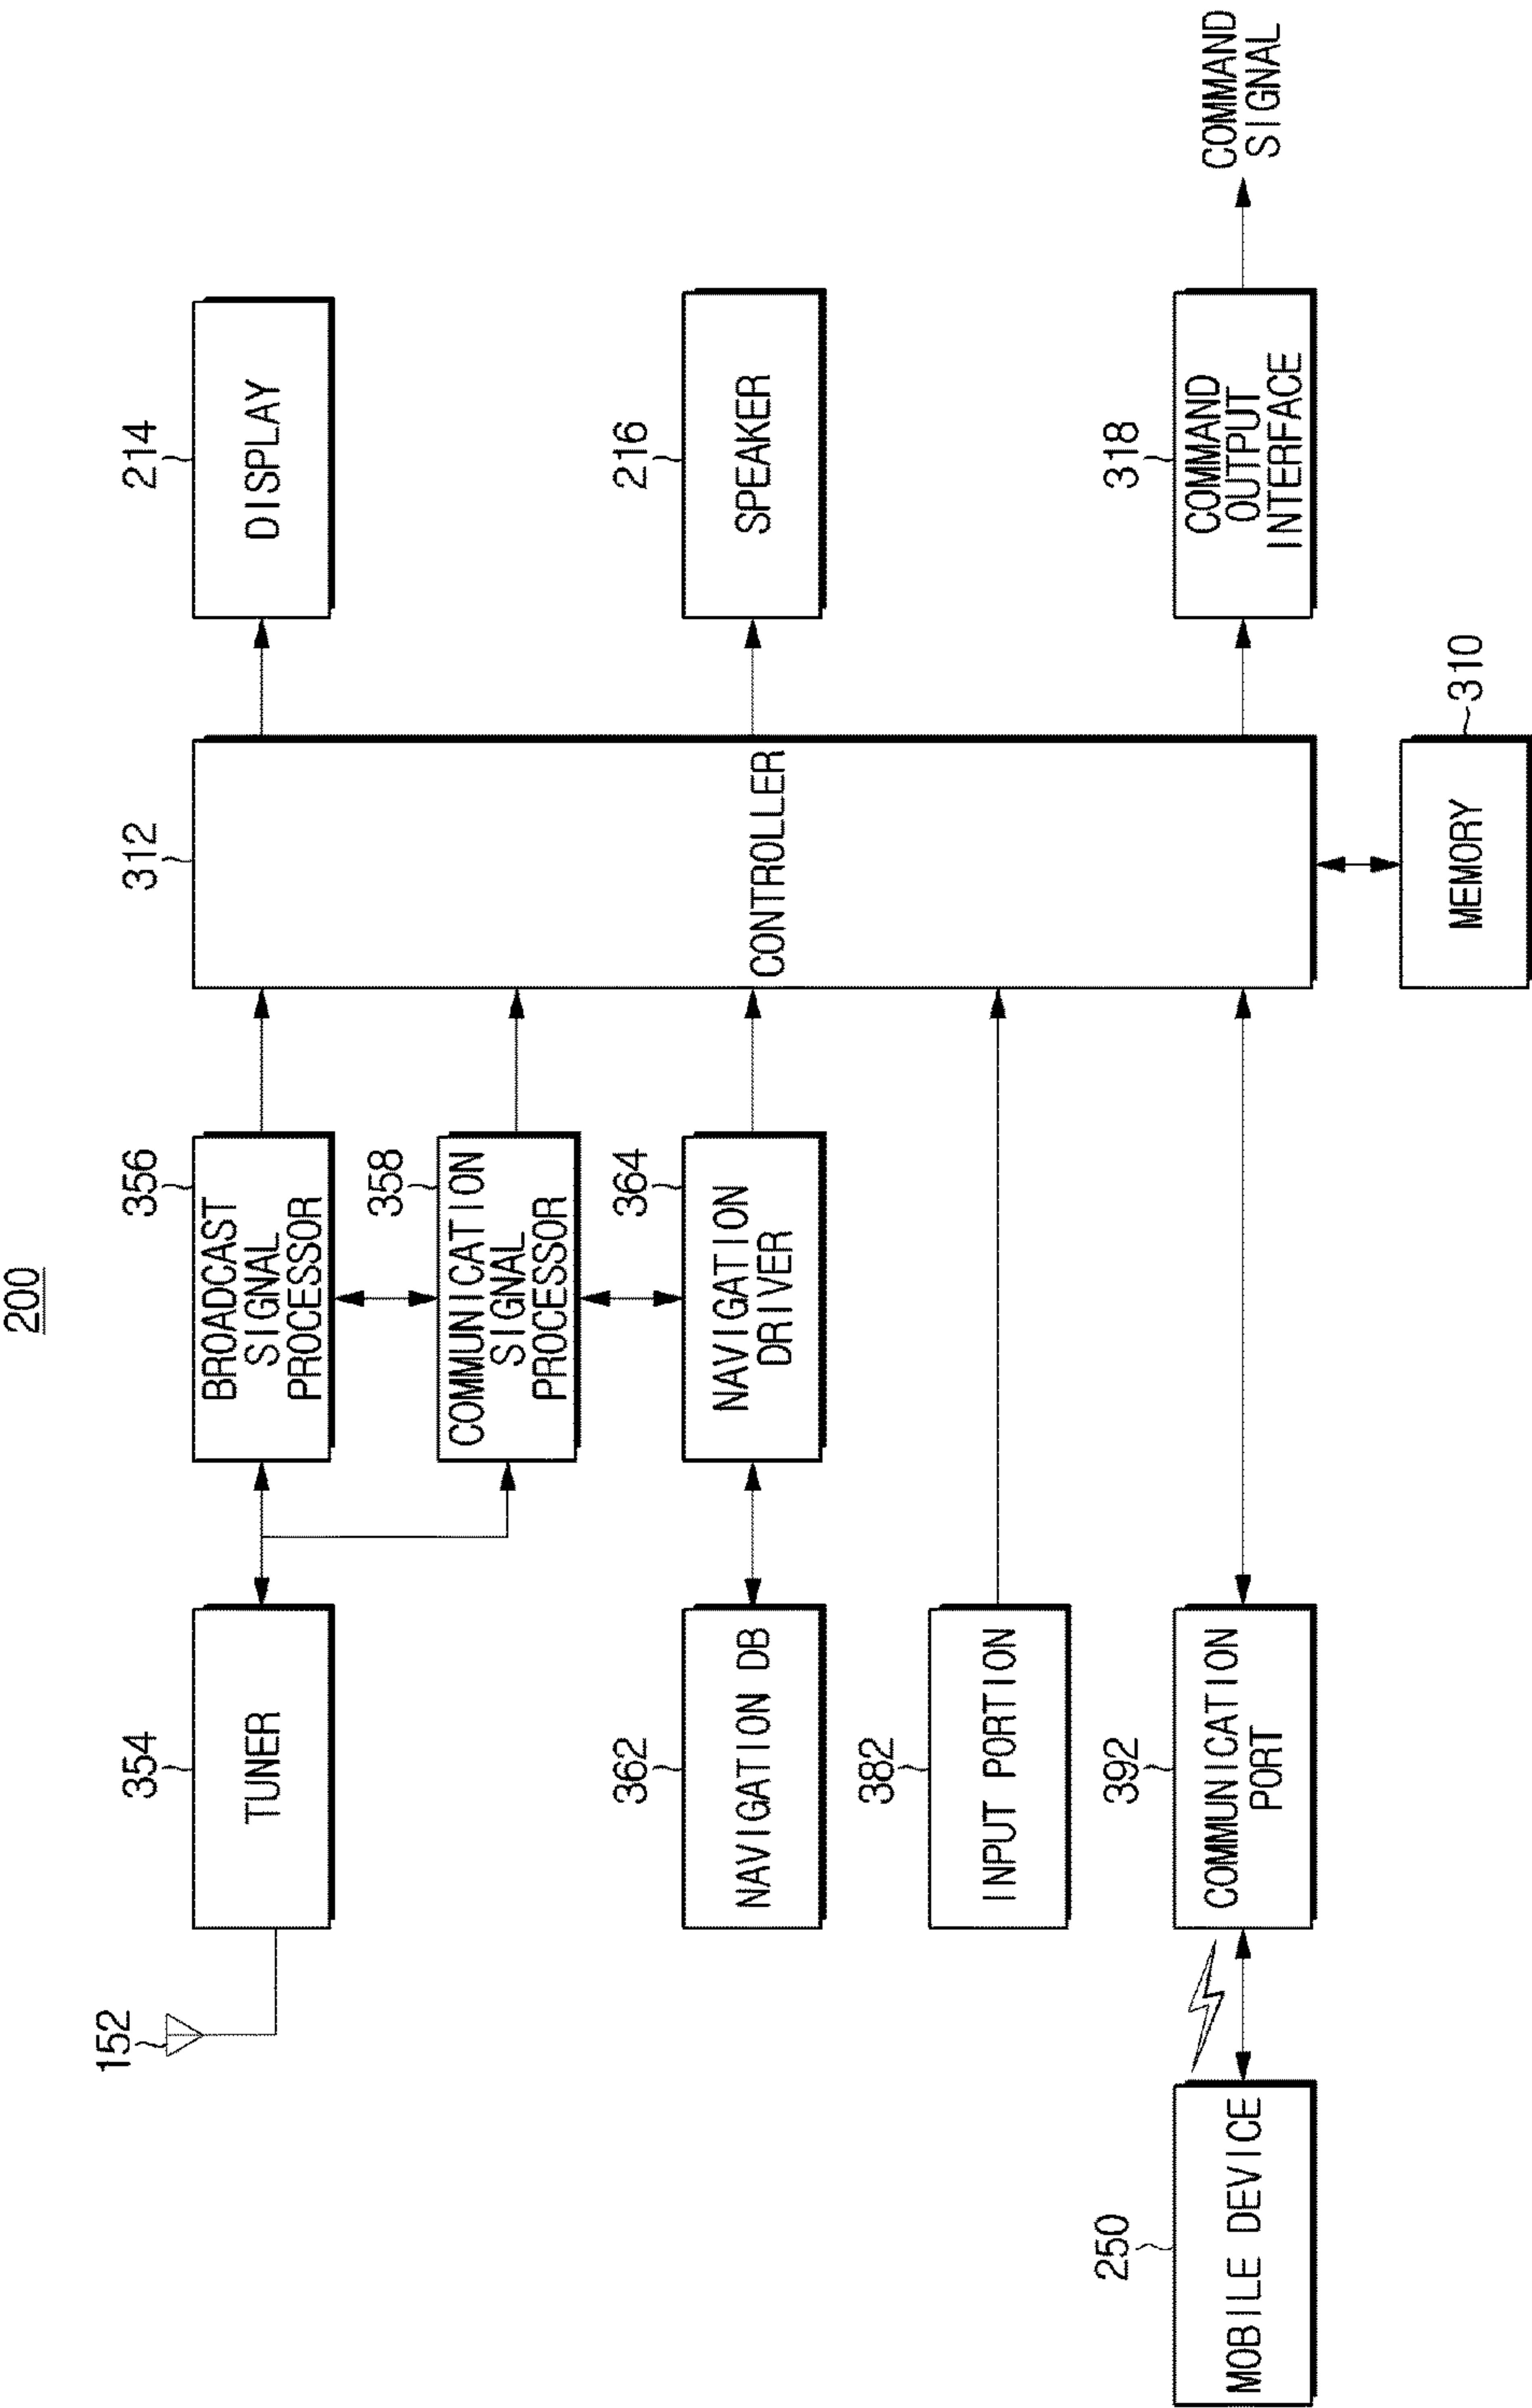 200
152
354
TUNER
356
BROADCAST
SIGNAL
PROCESSOR
312
CONTROLLER
214
DISPLAY
358
COMMUNICATION
SIGNAL
PROCESSOR
362
NAVIGATION DB
364
NAVIGATION
DRIVER
216
SPEAKER
382
INPUT PORTION
250
MOBILE DEVICE
392
COMMUNICATION
PORT
318
COMMAND
OUTPUT
INTERFACE
COMMAND
SIGNAL
MEMORY
310